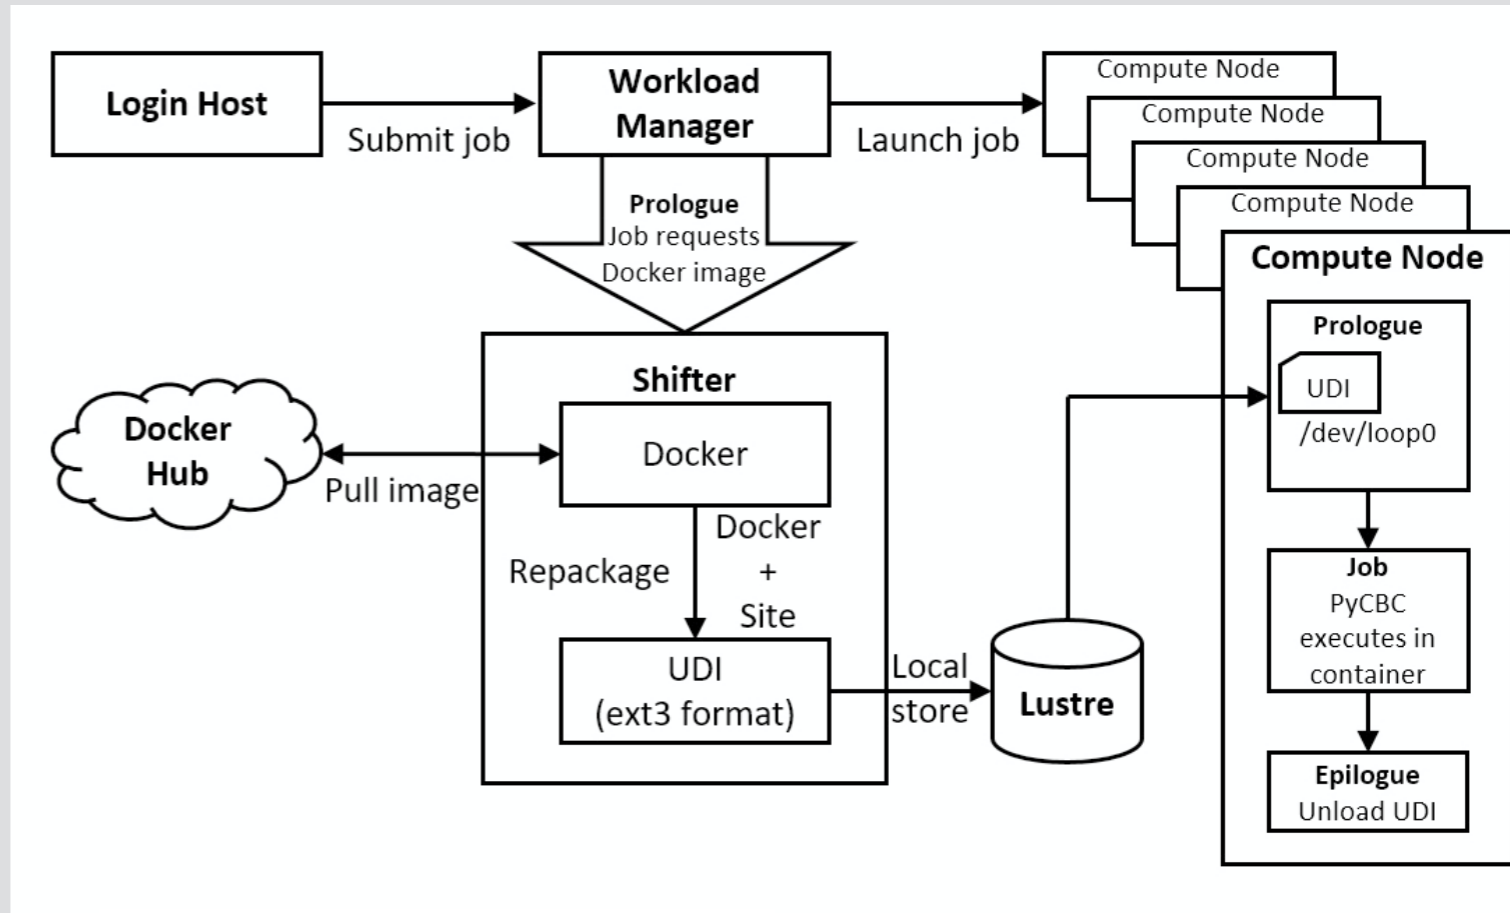 Login Host
Submit job
Workload
Manager
Launch job
Compute Node
Compute Node
Compute Node
Compute Node
Compute Node
Prologue
Job requests
Docker image
Shifter
Docker
Docker
Hub
Pull image
Repackage
Docker
+
Site
UDI
(ext3 format)
Local
store
Lustre
Prologue
UDI
/dev/loop0
Job
PyCBC
executes in
container
Epilogue
Unload UDI